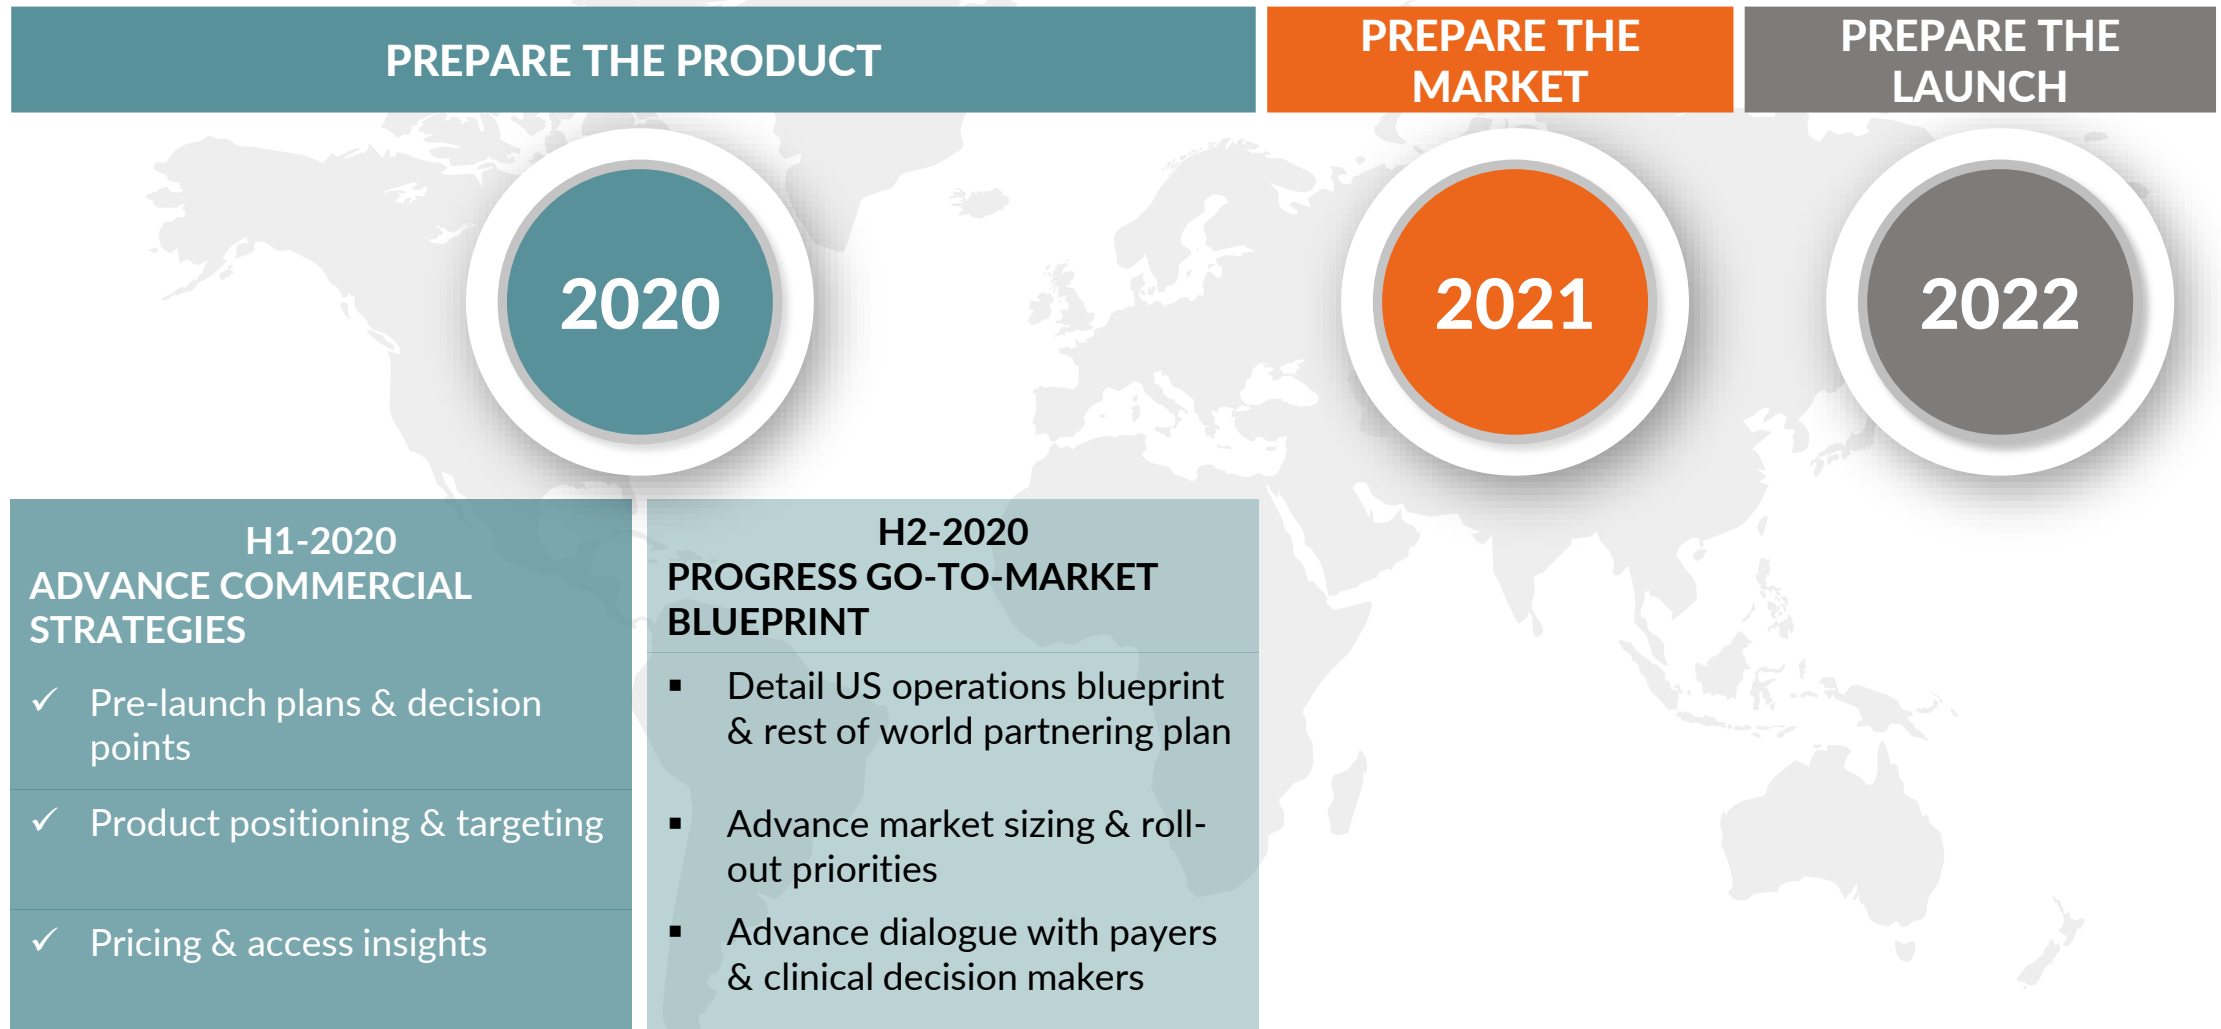 PREPARE THE PRODUCT
PREPARE THE
MARKET
PREPARE THE
LAUNCH
2020
2021
2022
H1-2020
ADVANCE COMMERCIAL
STRATEGIES
✓ Pre-launch plans & decision
points
✓ Product positioning & targeting
✓ Pricing & access insights
H2-2020
PROGRESS GO-TO-MARKET
BLUEPRINT
▪ Detail US operations blueprint
& rest of world partnering plan
▪ Advance market sizing & roll-
out priorities
▪ Advance dialogue with payers
& clinical decision makers